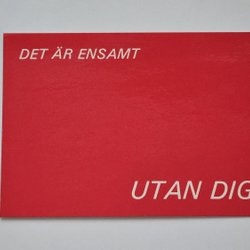 DET ÄR ENSAMT
UTAN DIG